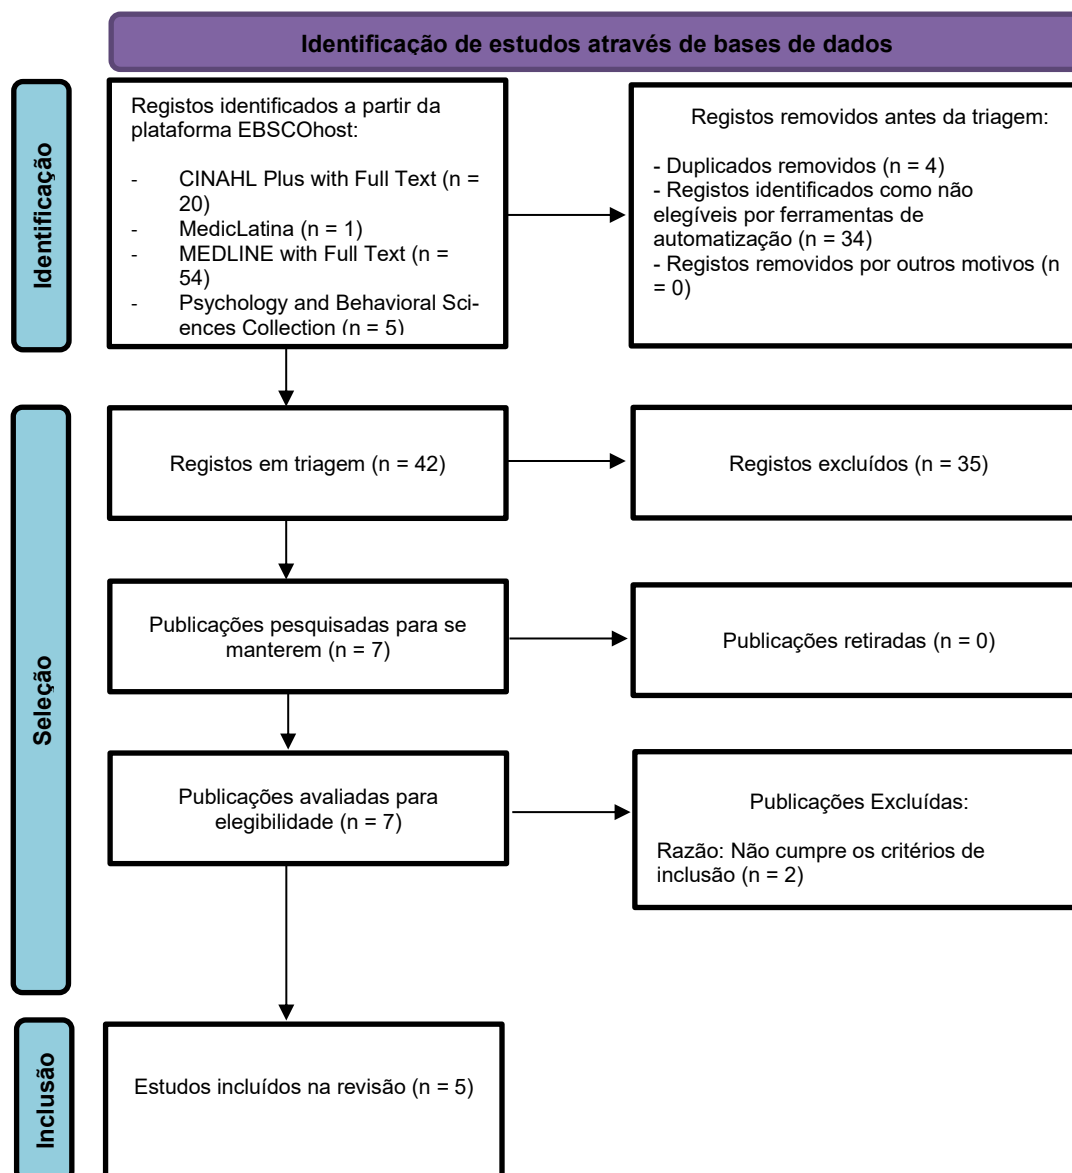 Identificação de estudos através de bases de dados
Identificação
Registos identificados a partir da
plataforma EBSCOhost:
- CINAHL Plus with Full Text (n =
20)
- MedicLatina (n = 1)
- MEDLINE with Full Text (n =
54)
- Psychology and Behavioral Sci-
ences Collection (n = 5)
Registos removidos antes da triagem:
- Duplicados removidos (n = 4)
- Registos identificados como não
elegíveis por ferramentas de
automatização (n = 34)
- Registos removidos por outros motivos (n
= 0)
Seleção
Registos em triagem (n = 42)
Registos excluídos (n = 35)
Publicações pesquisadas para se
manterem (n = 7)
Publicações retiradas (n = 0)
Publicações avaliadas para
elegibilidade (n = 7)
Publicações Excluídas:
Razão: Não cumpre os critérios de
inclusão (n = 2)
Inclusão
Estudos incluídos na revisão (n = 5)